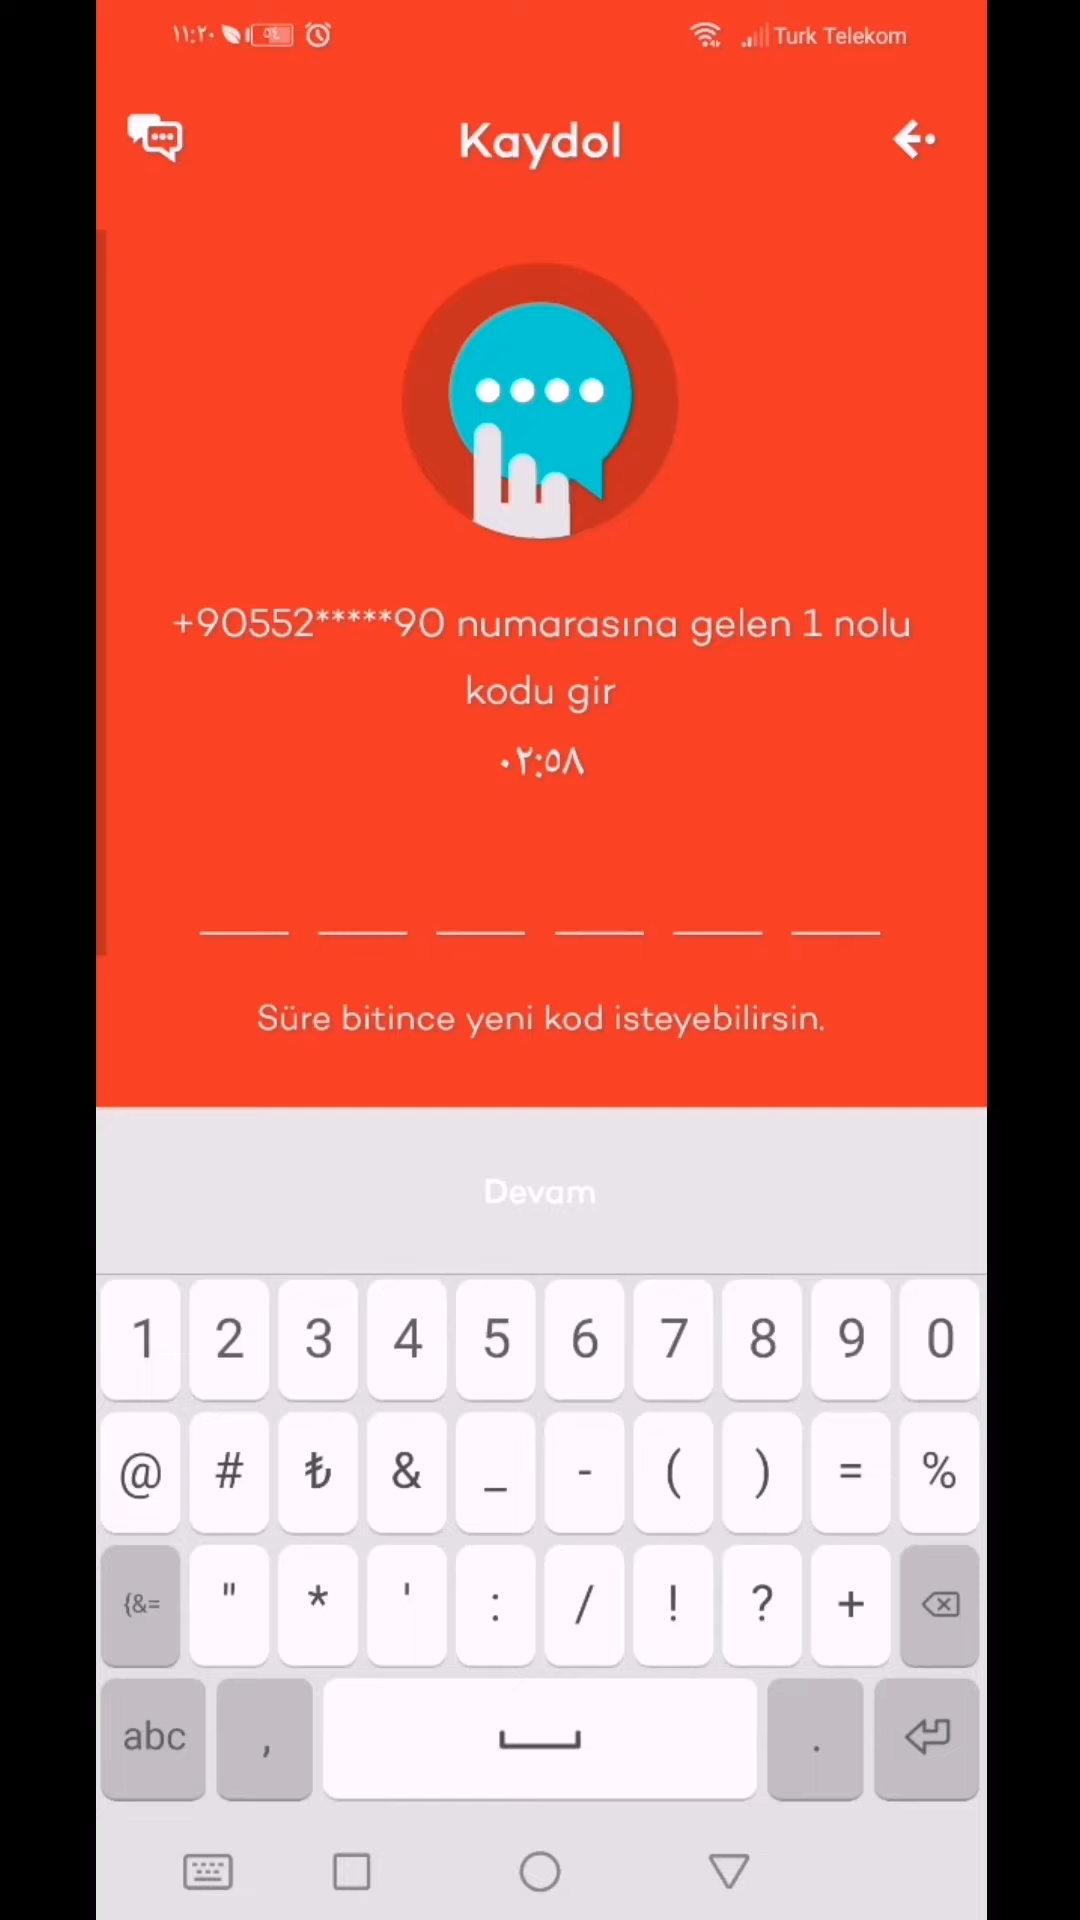 ١١:٢٠ ٥٤ Turk Telekom
Kaydol
+90552*****90 numarasına gelen 1 nolu
kodu gir
٠٢:٥٨
Süre bitince yeni kod isteyebilirsin.
Devam
1 2 3 4 5 6 7 8 9 0
@ # ₺ & _ - ( ) = %
{&= " * ' : / ! ? +
abc , .